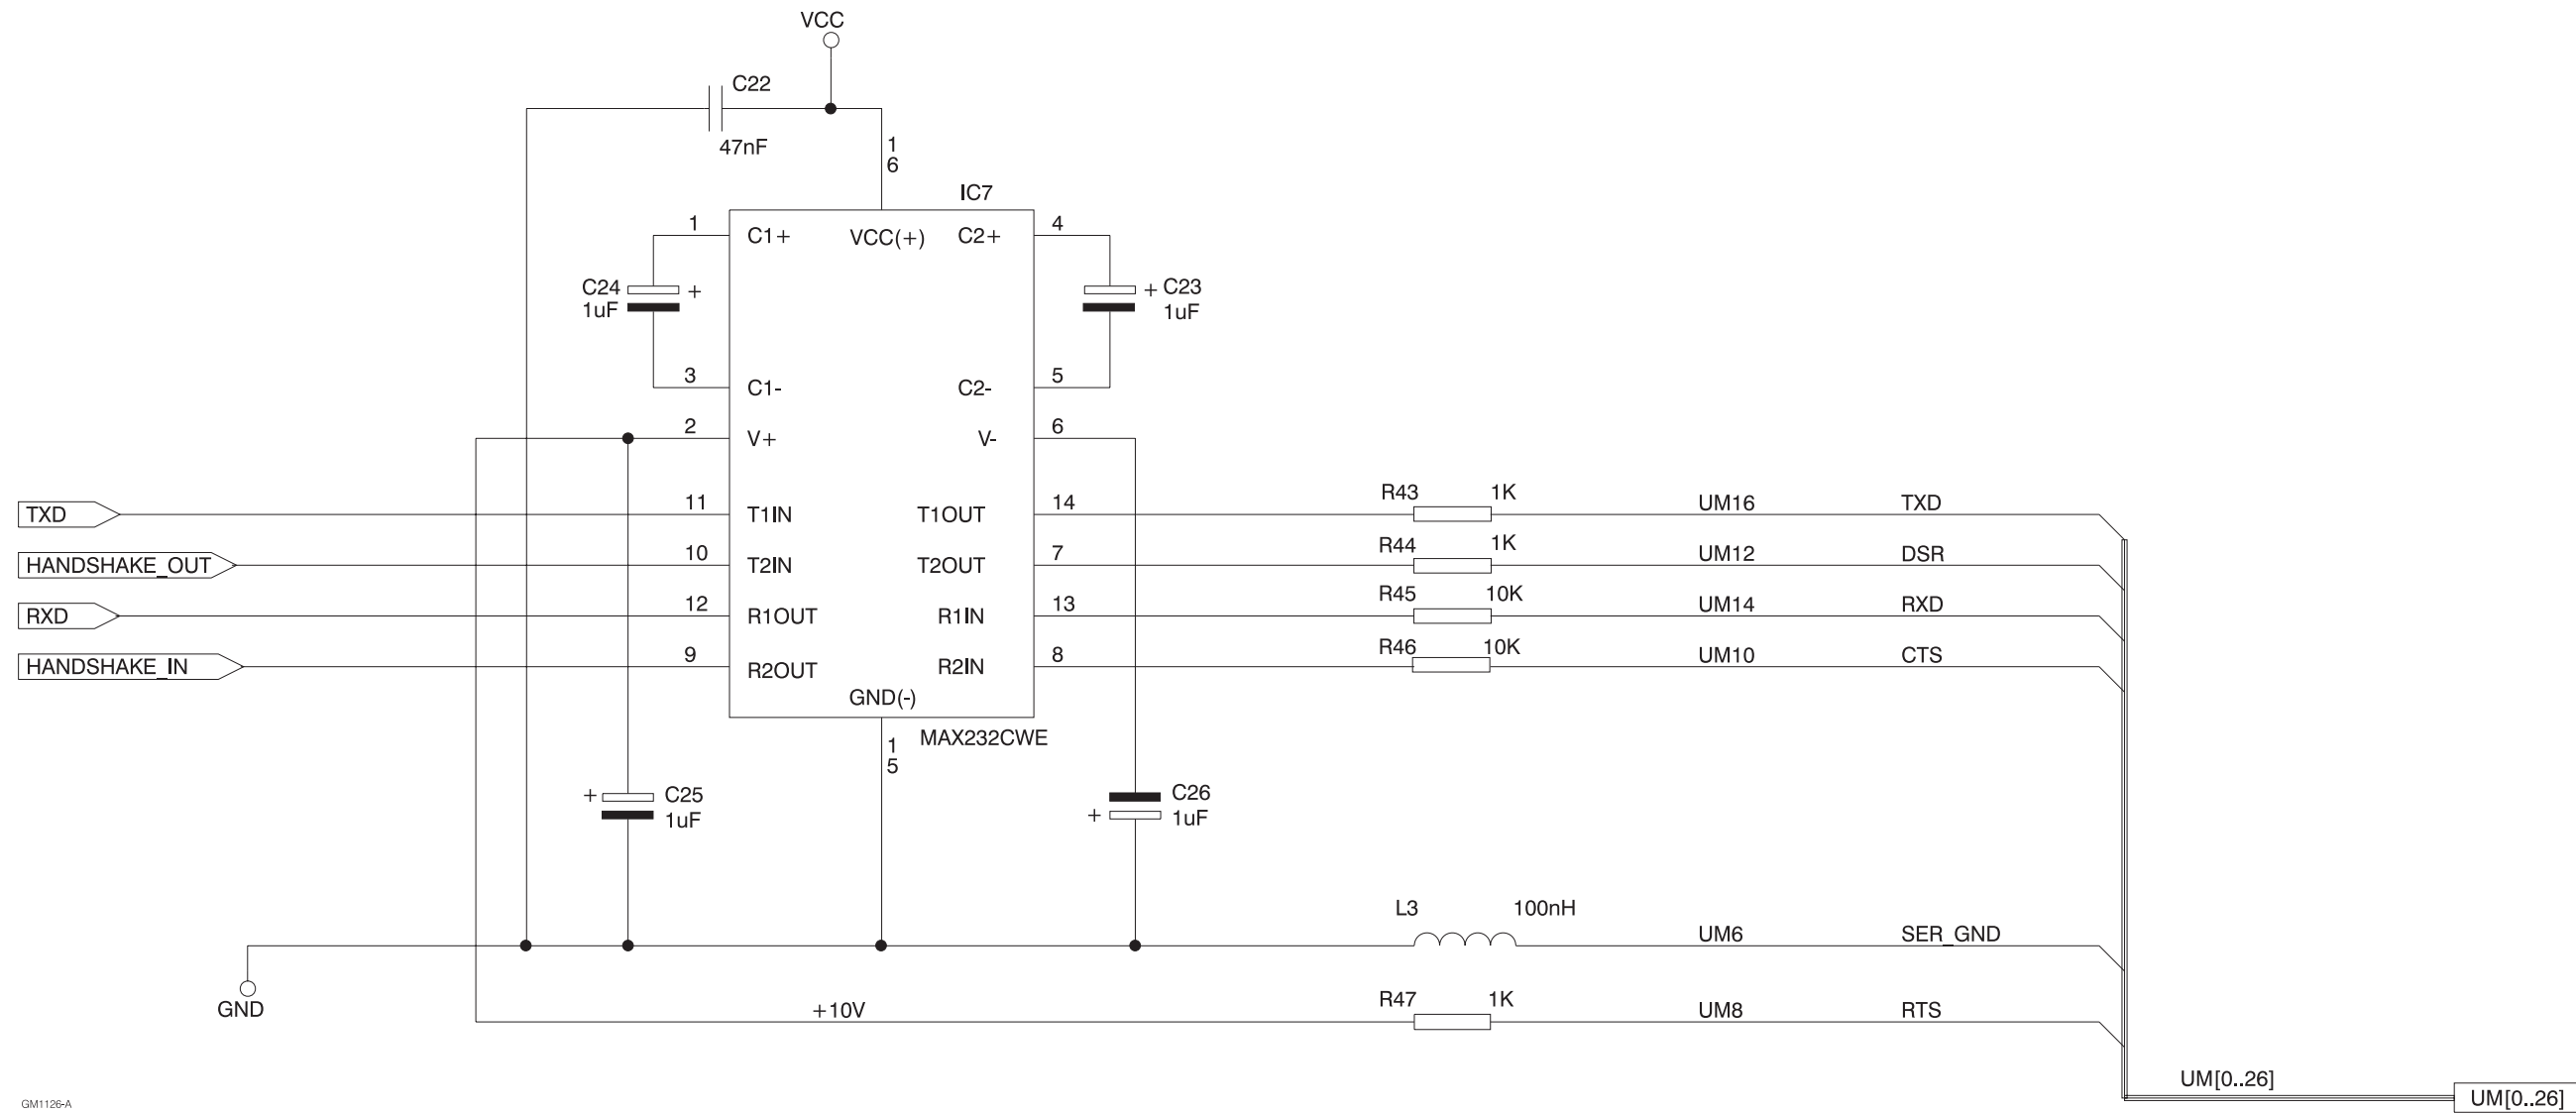 VCC
C22
47nF
1
6
IC7
1
C1+
VCC(+)
C2+
4
C24
1uF
+
+ C23
1uF
3
C1-
C2-
5
2
V+
V-
6
TXD
11
T1IN
T1OUT
14
R43
1K
UM16
TXD
HANDSHAKE_OUT
10
T2IN
T2OUT
7
R44
1K
UM12
DSR
RXD
12
R1OUT
R1IN
13
R45
10K
UM14
RXD
HANDSHAKE_IN
9
R2OUT
R2IN
8
R46
10K
UM10
CTS
GND(-)
MAX232CWE
1
5
+
C25
1uF
+
C26
1uF
L3
100nH
UM6
SER_GND
GND
+10V
R47
1K
UM8
RTS
UM[0..26]
UM[0..26]
GM1126-A